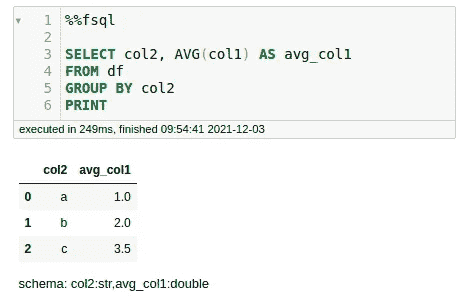 1 %%fsql
2
3 SELECT col2, AVG(col1) AS avg_col1
4 FROM df
5 GROUP BY col2
6 PRINT
executed in 249ms, finished 09:54:41 2021-12-03
col2 avg_col1
0 a 1.0
1 b 2.0
2 c 3.5
schema: col2:str,avg_col1:double